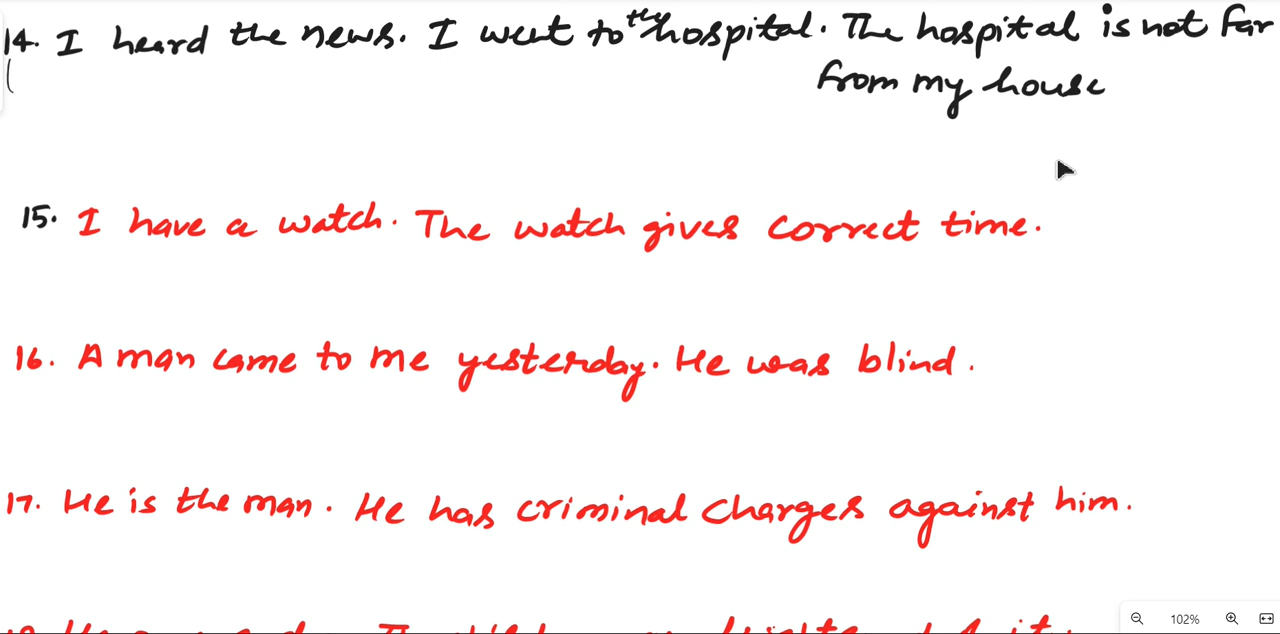 14. I heard the news. I went to the hospital. The hospital is not far
from my house
15. I have a watch. The watch gives correct time.
16. A man came to me yesterday. He was blind.
17. He is the man. He has criminal charges against him.
102%